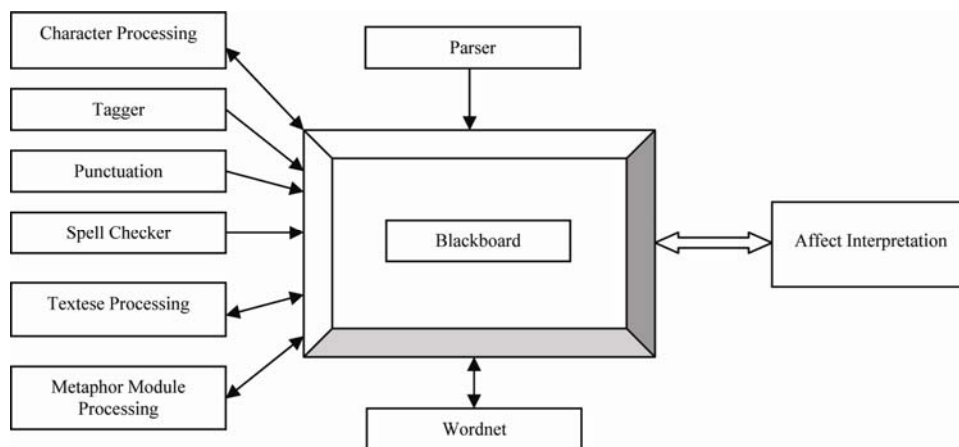 Character Processing
Parser
Tagger
Punctuation
Spell Checker
Blackboard
Affect Interpretation
Textese Processing
Metaphor Module
Processing
Wordnet